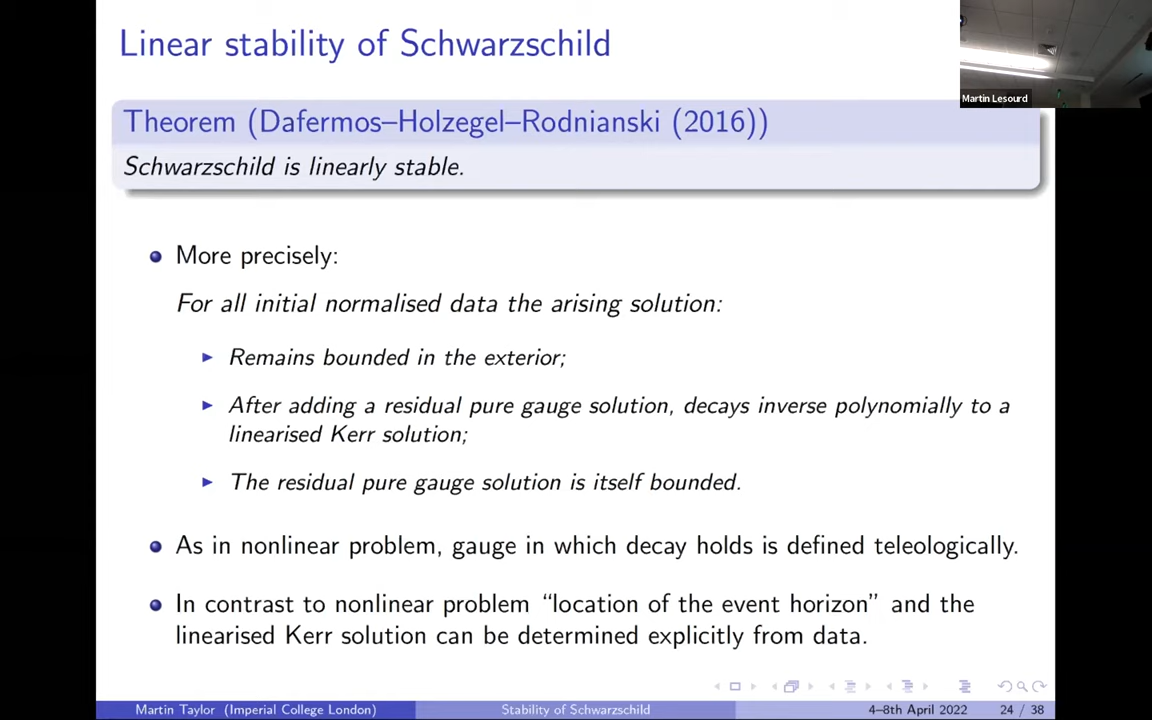 Linear stability of Schwarzschild
Martin Lesourd
Theorem (Dafermos–Holzegel–Rodnianski (2016))
Schwarzschild is linearly stable.
More precisely:
For all initial normalised data the arising solution:
Remains bounded in the exterior;
After adding a residual pure gauge solution, decays inverse polynomially to a
linearised Kerr solution;
The residual pure gauge solution is itself bounded.
As in nonlinear problem, gauge in which decay holds is defined teleologically.
In contrast to nonlinear problem “location of the event horizon” and the
linearised Kerr solution can be determined explicitly from data.
Martin Taylor (Imperial College London)
Stability of Schwarzschild
4–8th April 2022
24 / 38